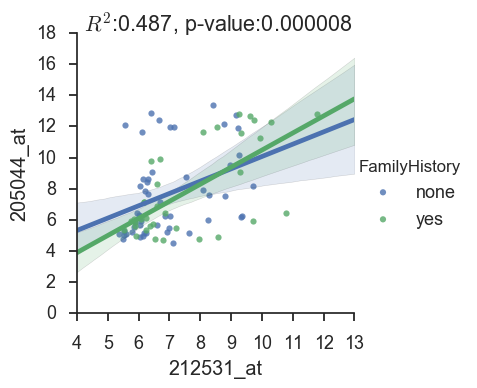 R²:0.487, p-value:0.000008
18
16
14
12
10
8
6
4
2
0
205044_at
4 5 6 7 8 9 10 11 12 13
212531_at
FamilyHistory
none
yes